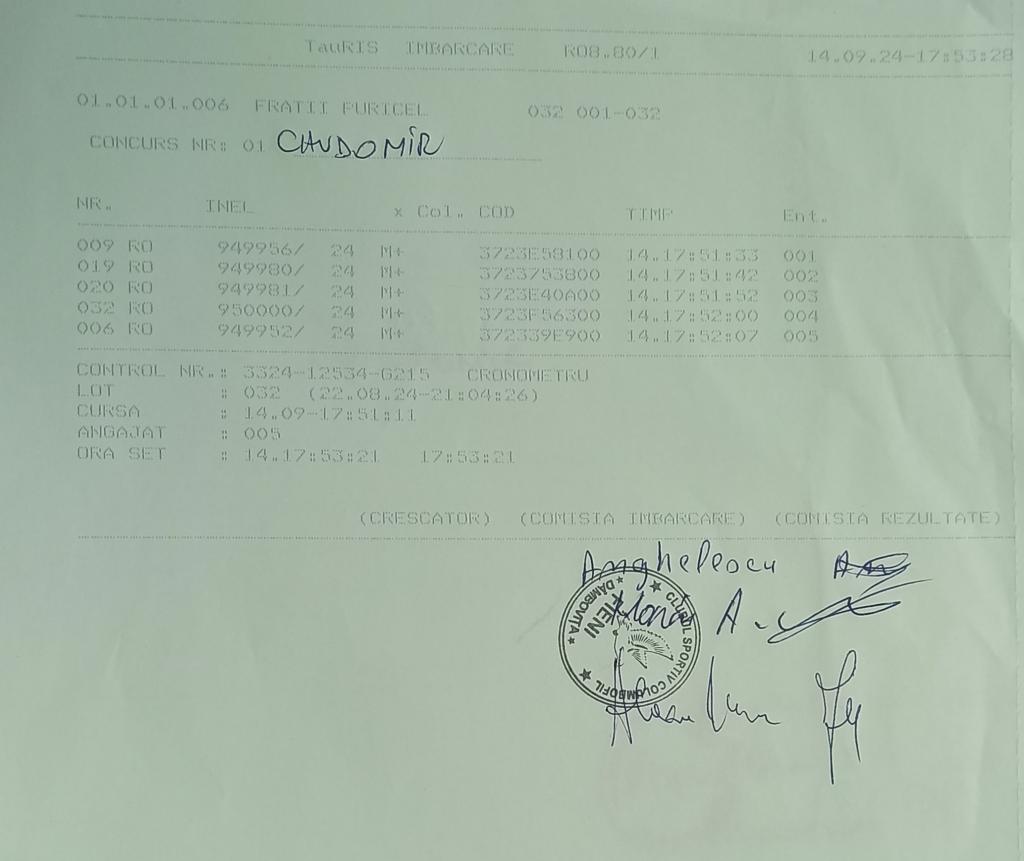 TauRIS IMBARCARE R08.80/1 14.09.24-17:53:28
01.01.01.006 FRATII PURICEL 032 001-032
CONCURS NR: 01 CHUDOMIR
NR. INEL x Col. COD TIMP Ent.
009 RO 949956/ 24 M+ 3723E58100 14.17:51:33 001
019 RO 949980/ 24 M+ 3723753800 14.17:51:42 002
020 RO 949981/ 24 M+ 3723E40A00 14.17:51:52 003
032 RO 950000/ 24 M+ 3723F56300 14.17:52:00 004
006 RO 949952/ 24 M+ 372339E900 14.17:52:07 005
CONTROL NR.: 3324-12534-G215 CRONOMETRU
LOT : 032 (22.08.24-21:04:26)
CURSA : 14.09-17:51:11
ANGAJAT : 005
ORA SET : 14.17:53:21 17:53:21
(CRESCATOR) (COMISIA IMBARCARE) (COMISIA REZULTATE)
Anghelescu
A.
CLUBUL SPORTIV COLUMBOFIL
FIENI
DÂMBOVIȚA